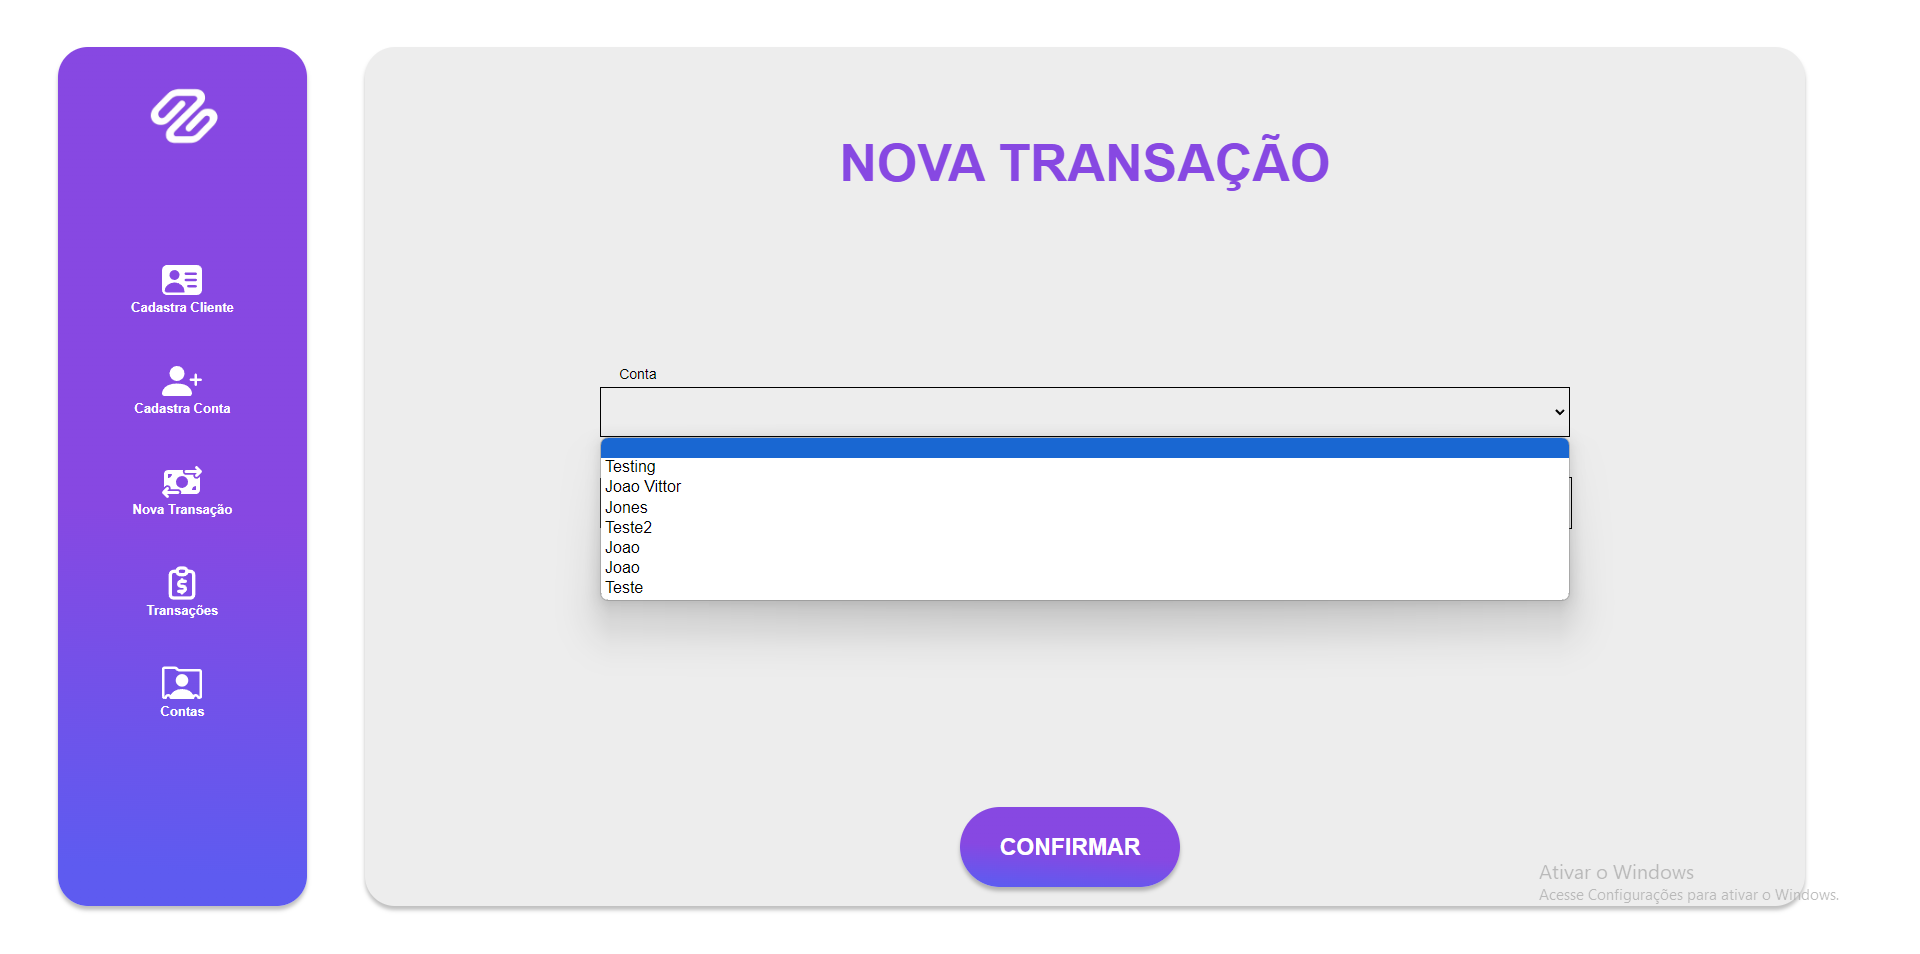 Cadastra Cliente
Cadastra Conta
Nova Transação
Transações
Contas
NOVA TRANSAÇÃO
Conta
Testing
Joao Vittor
Jones
Teste2
Joao
Joao
Teste
CONFIRMAR
Ativar o Windows
Acesse Configurações para ativar o Windows.